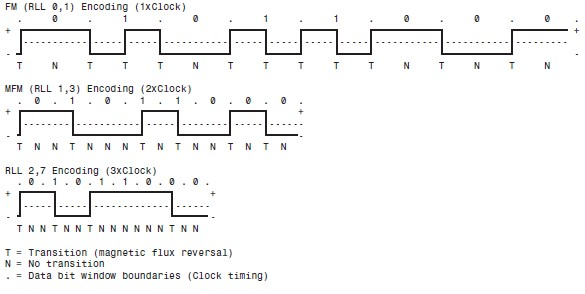 FM (RLL 0,1) Encoding (1xClock)
. 0 . 1 . 0 . 1 . 1 . 0 . 0 . 0 .
+ +
- -
T N T T T N T T T T T N T N T N
MFM (RLL 1,3) Encoding (2xClock)
. 0 . 1 . 0 . 1 . 1 . 0 . 0 . 0 .
+ +
- -
T N N T N N N T N T N N T N T N
RLL 2,7 Encoding (3xClock)
. 0 . 1 . 0 . 1 . 1 . 0 . 0 . 0 .
+ +
- -
T N N T N N T N N N N N N T N N
T = Transition (magnetic flux reversal)
N = No transition
. = Data bit window boundaries (Clock timing)